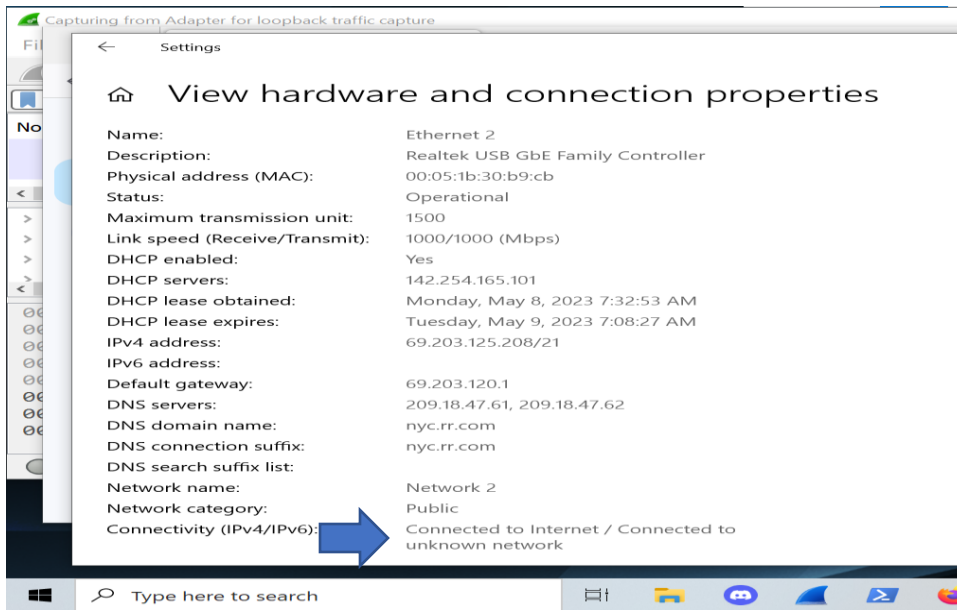 Capturing from Adapter for loopback traffic capture
Fil
← Settings
View hardware and connection properties
No
Name: Ethernet 2
Description: Realtek USB GbE Family Controller
Physical address (MAC): 00:05:1b:30:b9:cb
Status: Operational
Maximum transmission unit: 1500
Link speed (Receive/Transmit): 1000/1000 (Mbps)
DHCP enabled: Yes
DHCP servers: 142.254.165.101
DHCP lease obtained: Monday, May 8, 2023 7:32:53 AM
DHCP lease expires: Tuesday, May 9, 2023 7:08:27 AM
IPv4 address: 69.203.125.208/21
IPv6 address:
Default gateway: 69.203.120.1
DNS servers: 209.18.47.61, 209.18.47.62
DNS domain name: nyc.rr.com
DNS connection suffix: nyc.rr.com
DNS search suffix list:
Network name: Network 2
Network category: Public
Connectivity (IPv4/IPv6): Connected to Internet / Connected to
unknown network
Type here to search